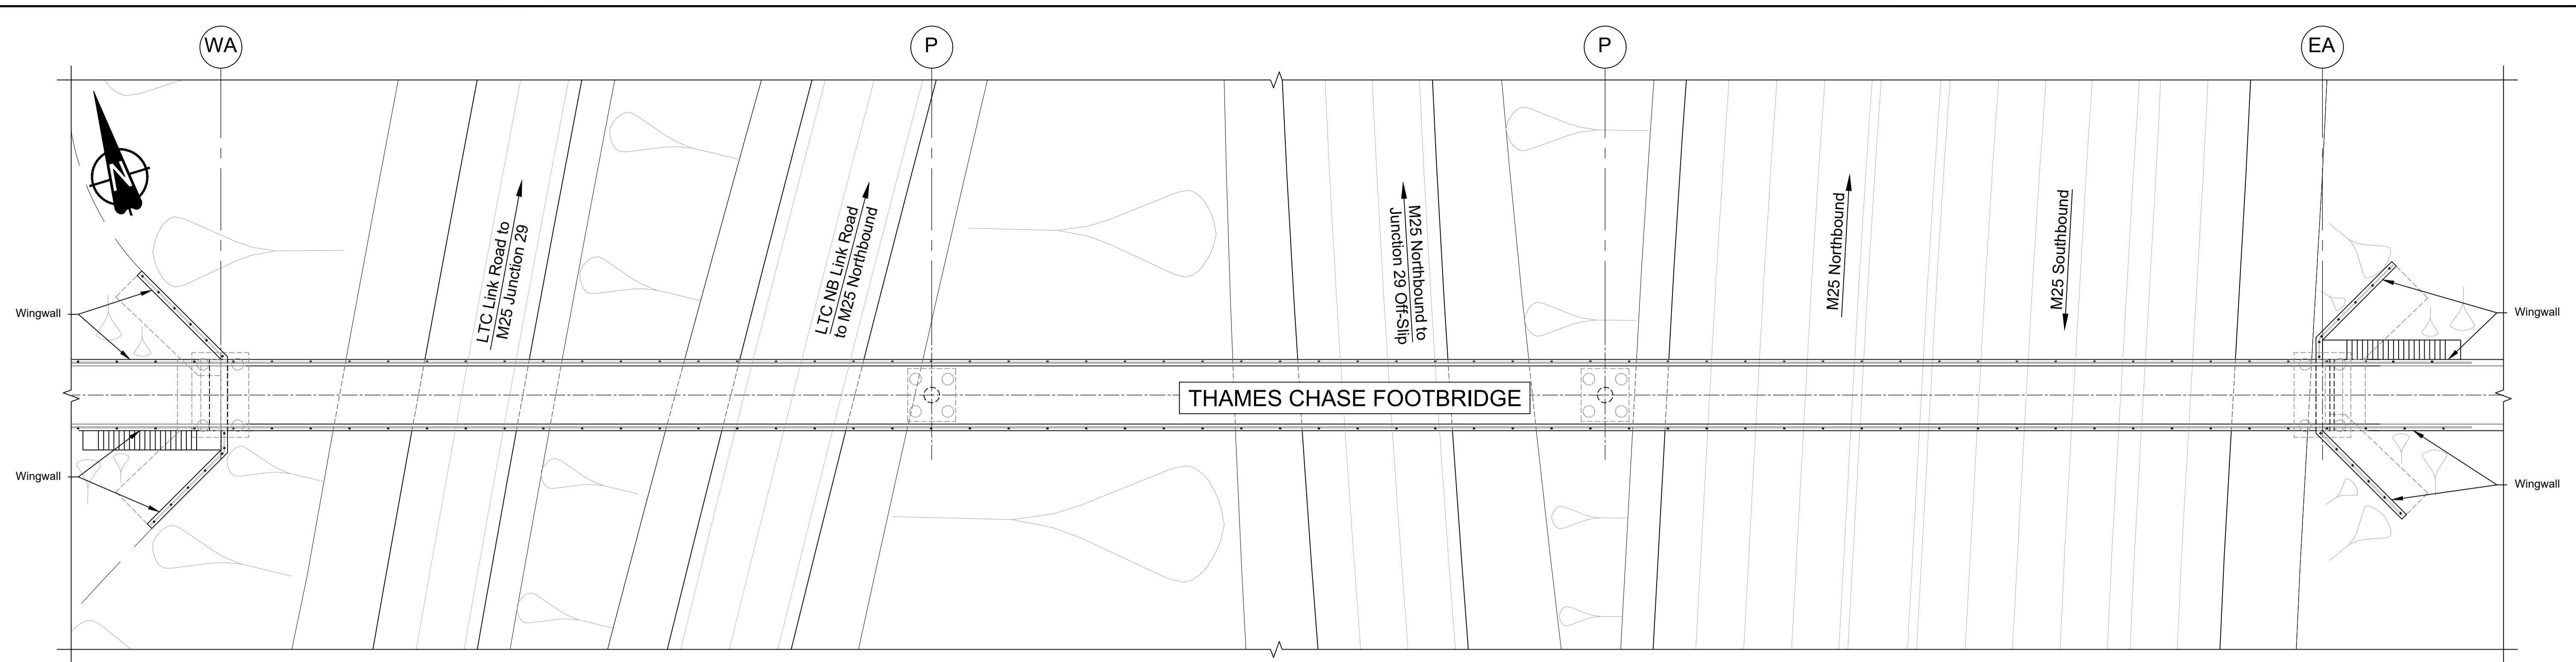 WA
P
P
EA
N
LTC Link Road to
M25 Junction 29
LTC NB Link Road
to M25 Northbound
M25 Northbound to
Junction 29 Off-Slip
M25 Northbound
M25 Southbound
Wingwall
Wingwall
THAMES CHASE FOOTBRIDGE
Wingwall
Wingwall